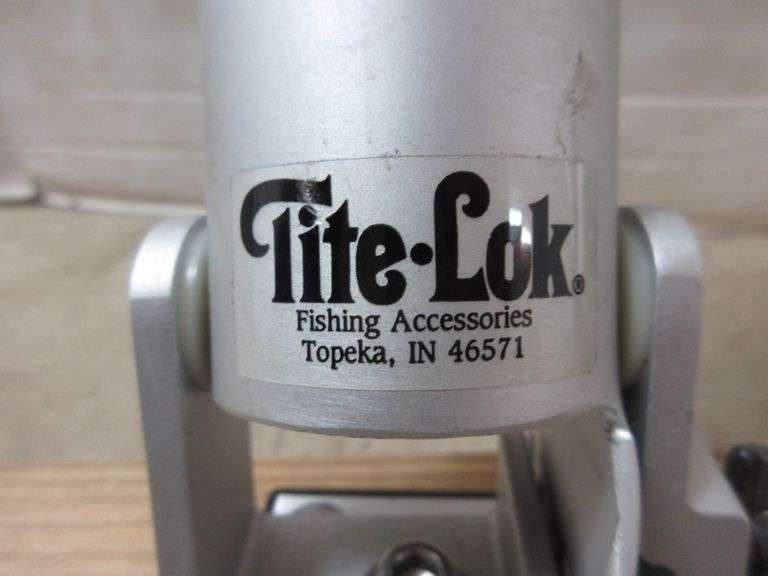 Tite•Lok®
Fishing Accessories
Topeka, IN 46571